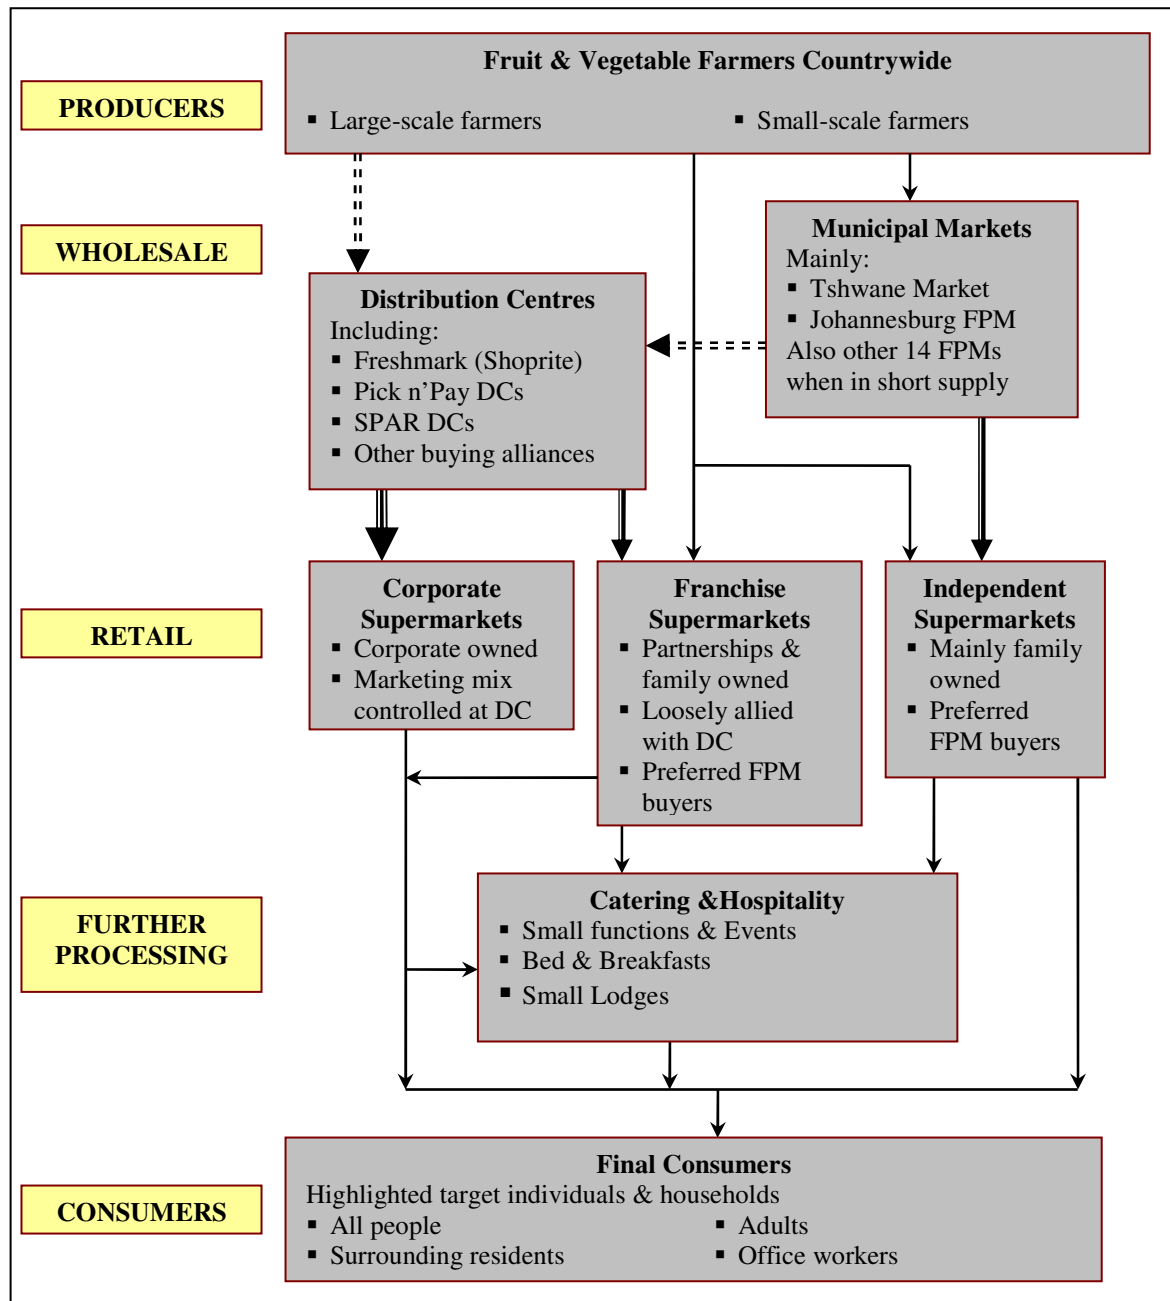 Fruit & Vegetable Farmers Countrywide
PRODUCERS
▪ Large-scale farmers
▪ Small-scale farmers
WHOLESALE
Municipal Markets
Mainly:
▪ Tshwane Market
▪ Johannesburg FPM
Also other 14 FPMs
when in short supply
Distribution Centres
Including:
▪ Freshmark (Shoprite)
▪ Pick n’Pay DCs
▪ SPAR DCs
▪ Other buying alliances
RETAIL
Corporate
Supermarkets
▪ Corporate owned
▪ Marketing mix
controlled at DC
Franchise
Supermarkets
▪ Partnerships &
family owned
▪ Loosely allied
with DC
▪ Preferred FPM
buyers
Independent
Supermarkets
▪ Mainly family
owned
▪ Preferred
FPM buyers
FURTHER
PROCESSING
Catering &Hospitality
▪ Small functions & Events
▪ Bed & Breakfasts
▪ Small Lodges
CONSUMERS
Final Consumers
Highlighted target individuals & households
▪ All people
▪ Adults
▪ Surrounding residents
▪ Office workers